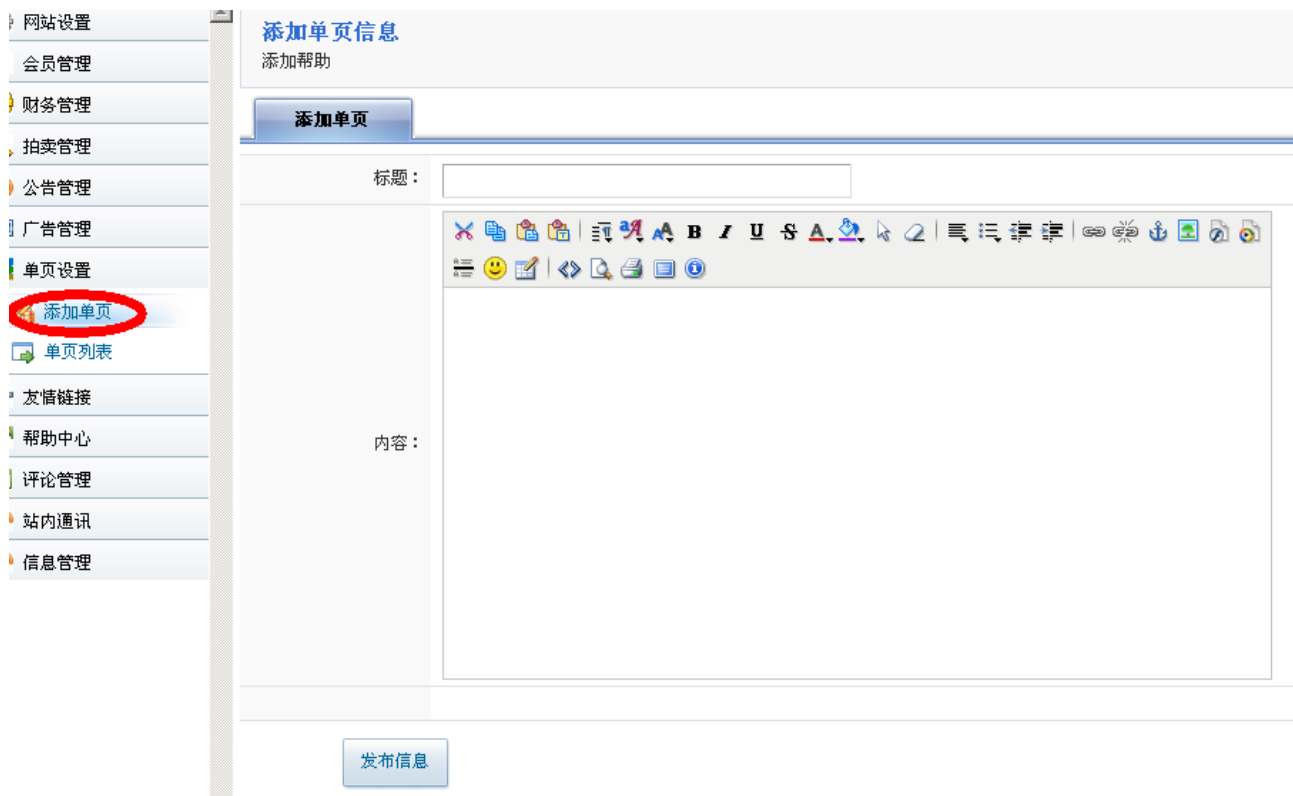 网站设置
会员管理
财务管理
拍卖管理
公告管理
广告管理
单页设置
添加单页
单页列表
友情链接
帮助中心
评论管理
站内通讯
信息管理
添加单页信息
添加帮助
添加单页
标题：
内容：
发布信息